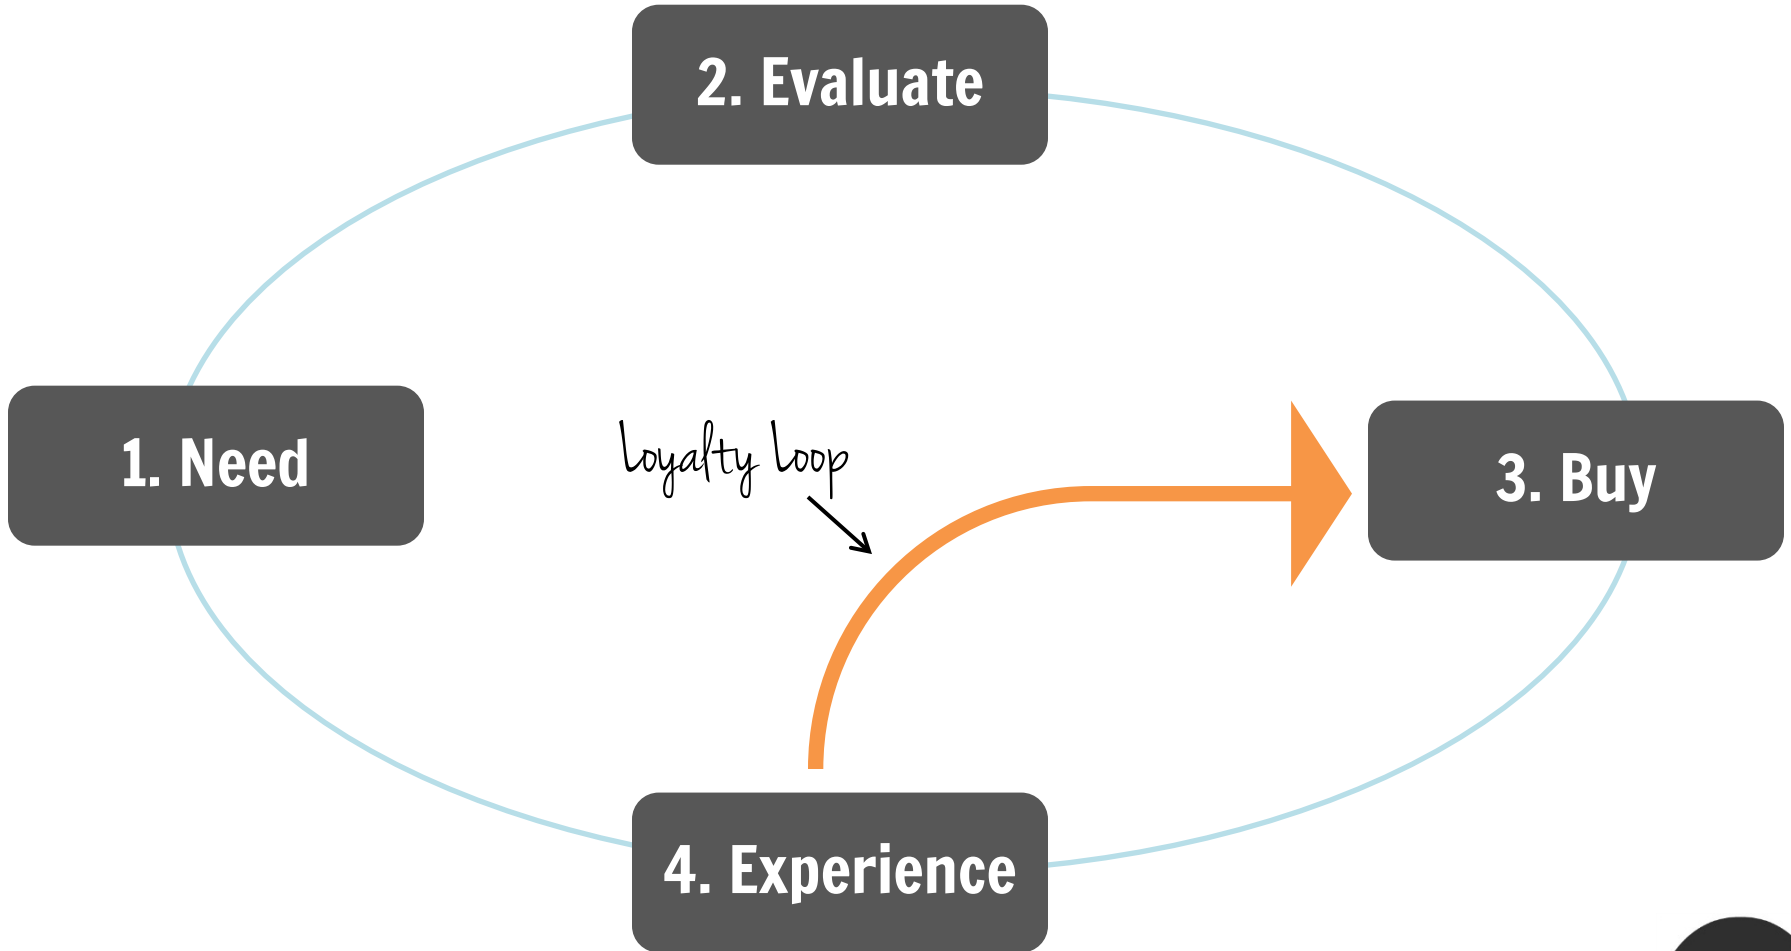 2. Evaluate
1. Need
Loyalty Loop
3. Buy
4. Experience